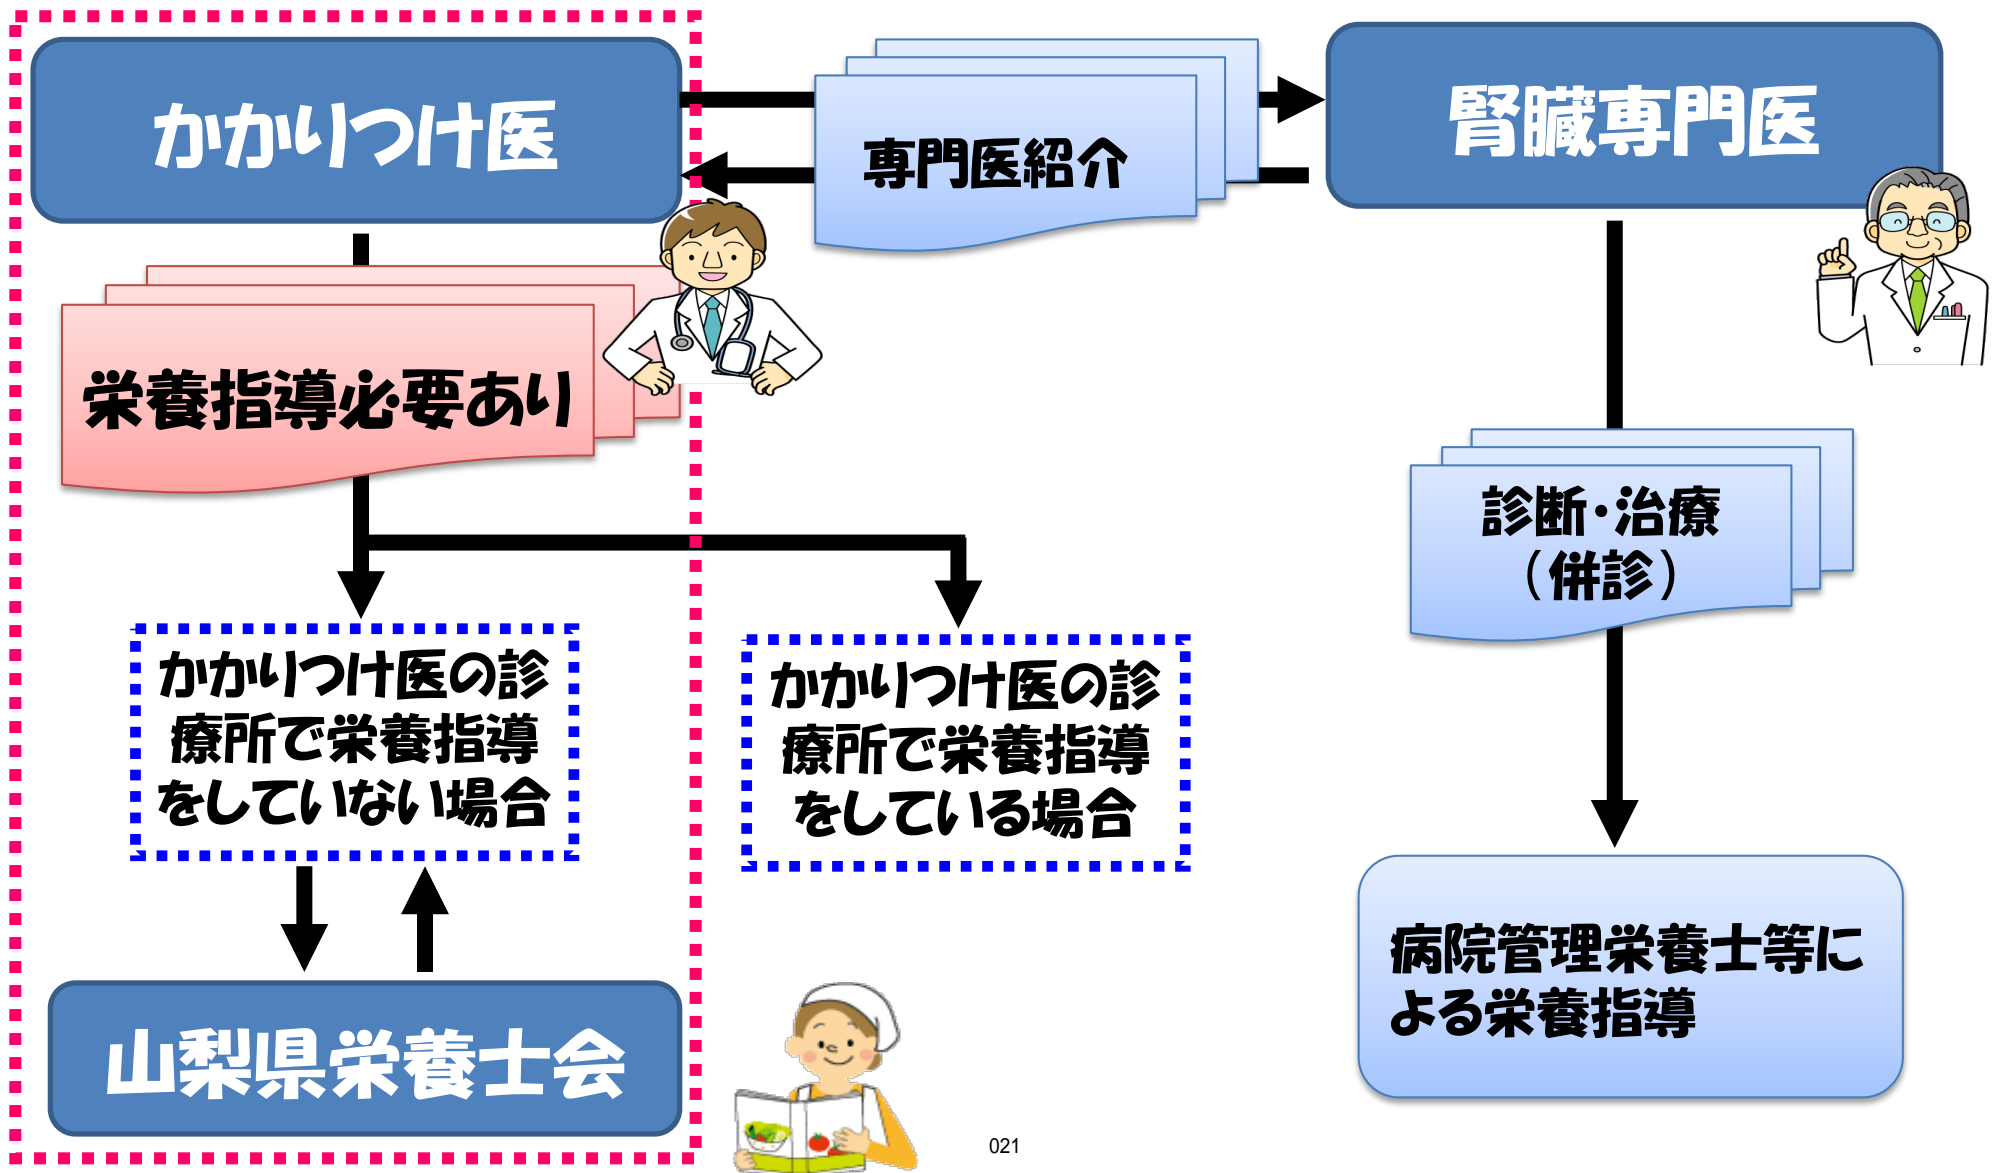 かかりつけ医
専門医紹介
腎臓専門医
栄養指導必要あり
診断・治療
（併診）
かかりつけ医の診
療所で栄養指導
をしていない場合
かかりつけ医の診
療所で栄養指導
をしている場合
病院管理栄養士等に
よる栄養指導
山梨県栄養士会
021